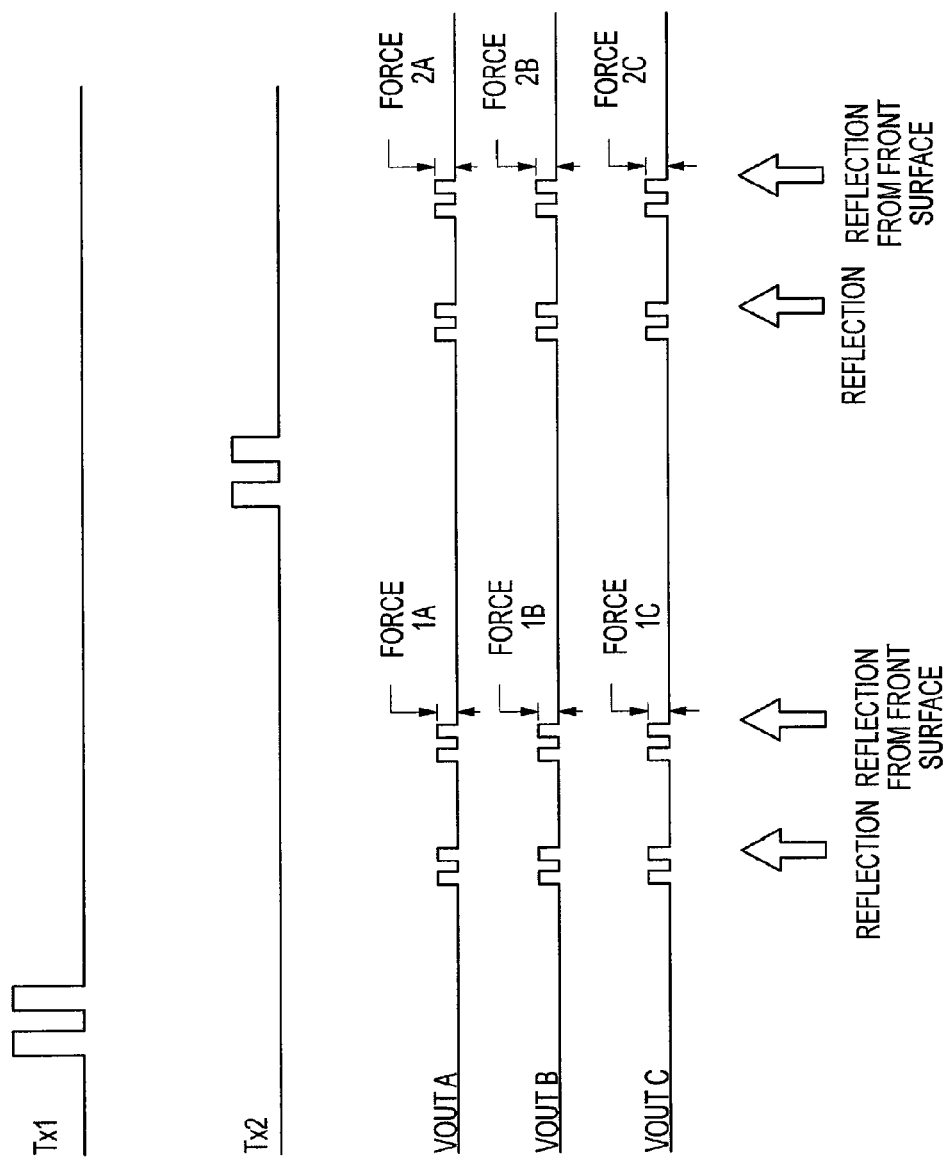 Tx1
Tx2
FORCE
1A
FORCE
2A
VOUT A
FORCE
1B
FORCE
2B
VOUT B
FORCE
1C
FORCE
2C
VOUT C
REFLECTION
REFLECTION
FROM FRONT
SURFACE
REFLECTION
REFLECTION
FROM FRONT
SURFACE